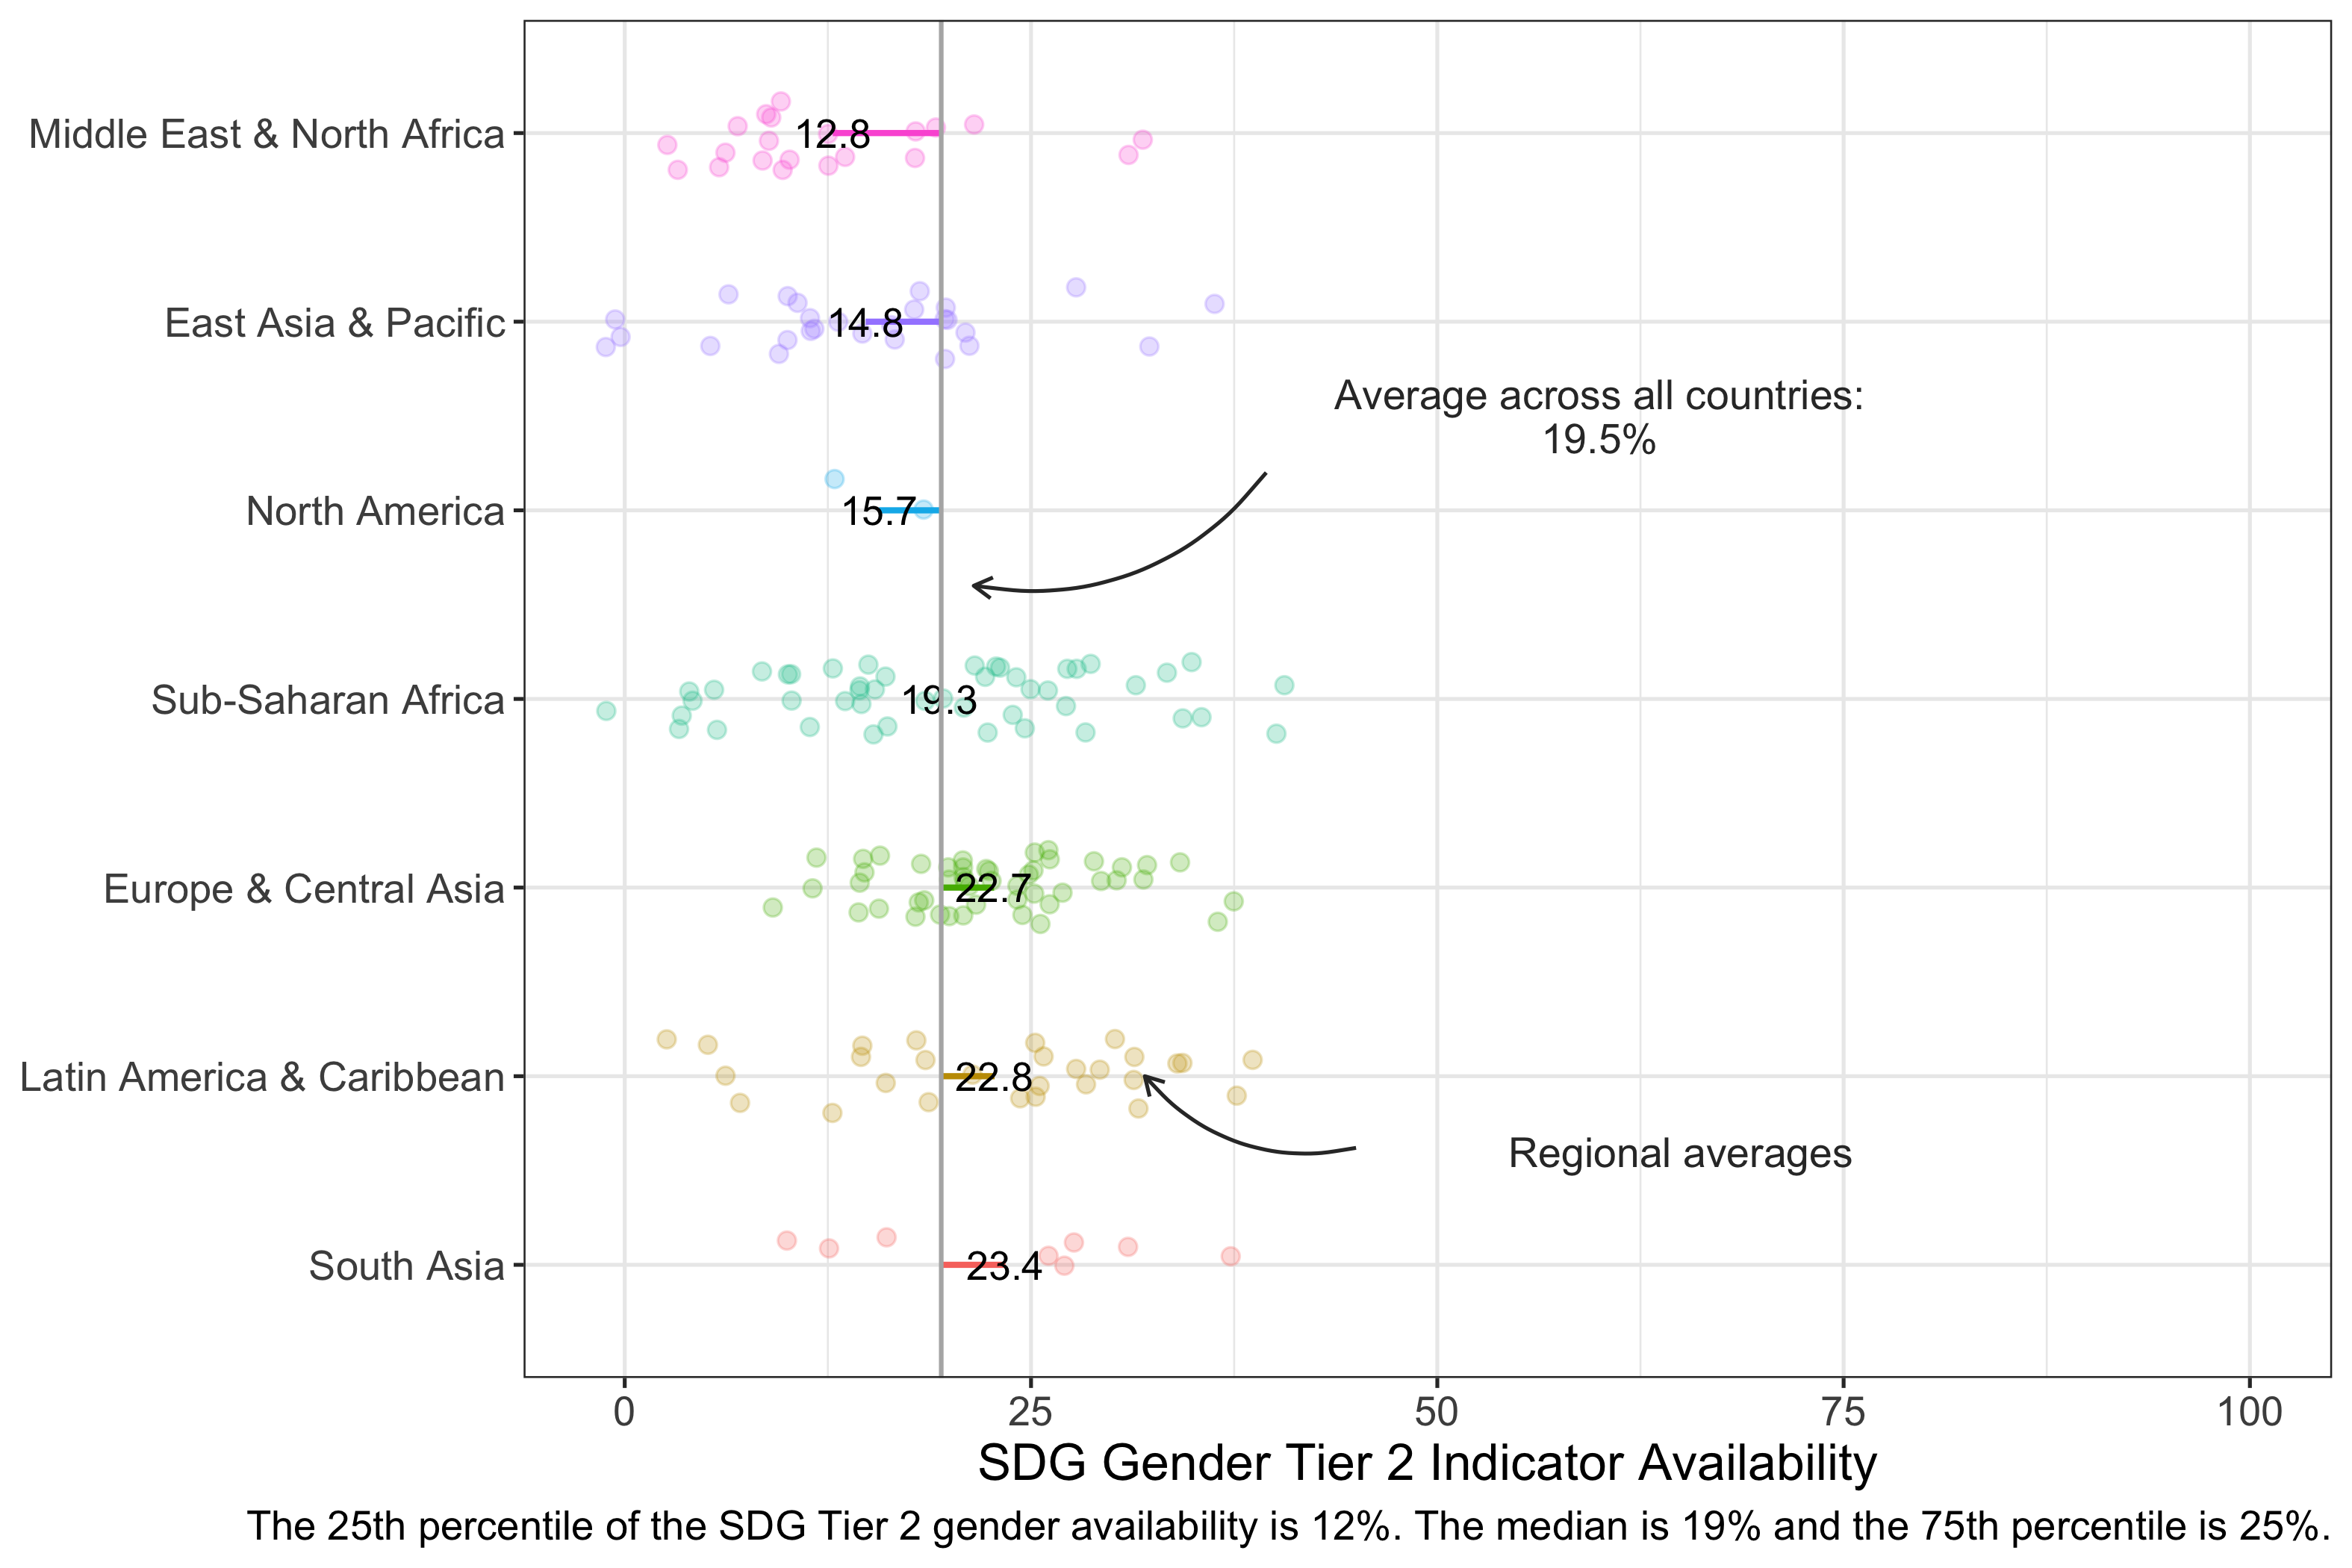 Middle East & North Africa
12.8
East Asia & Pacific
14.8
Average across all countries:
19.5%
North America
15.7
Sub-Saharan Africa
19.3
Europe & Central Asia
22.7
Latin America & Caribbean
22.8
Regional averages
South Asia
23.4
0
25
50
75
100
SDG Gender Tier 2 Indicator Availability
The 25th percentile of the SDG Tier 2 gender availability is 12%. The median is 19% and the 75th percentile is 25%.